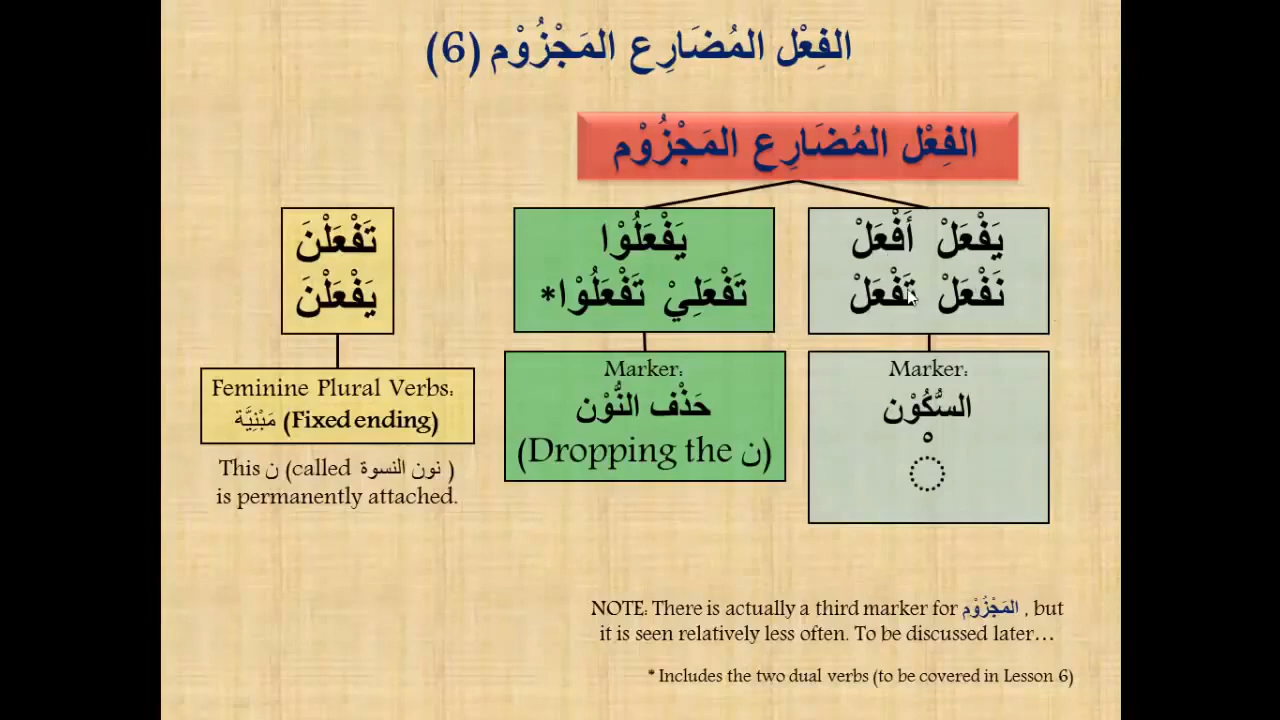 الفِعْل المُضَارِع المَجْزُوْم (6)
الفِعْل المُضَارِع المَجْزُوْم
يَفْعَلْ أَفْعَلْ
نَفْعَلْ تَفْعَلْ
Marker:
السُّكُوْن
ْ◌
يَفْعَلُوْا
تَفْعَلِيْ تَفْعَلُوْا*
Marker:
حَذْف النُّوْن
(Dropping the ن)
تَفْعَلْنَ
يَفْعَلْنَ
Feminine Plural Verbs:
مَبْنِيَّة (Fixed ending)
This ن (called نون النسوة )
is permanently attached.
NOTE: There is actually a third marker for المَجْزُوْم , but
it is seen relatively less often. To be discussed later…
* Includes the two dual verbs (to be covered in Lesson 6)